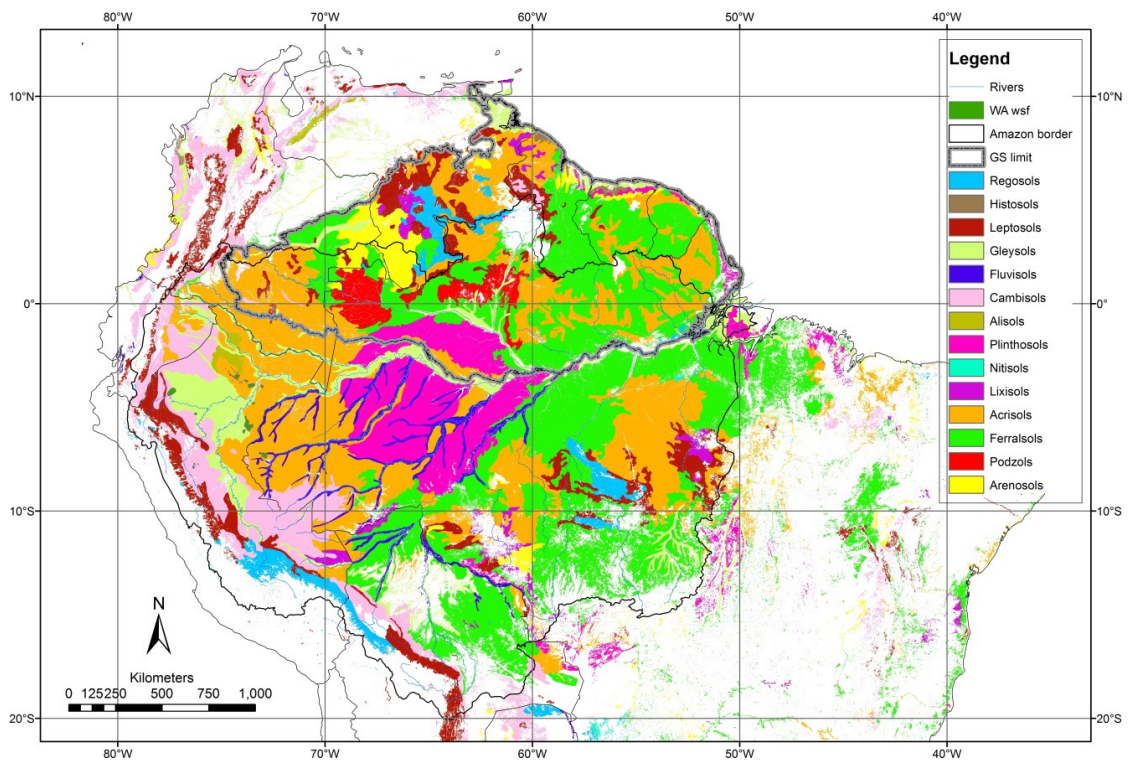 80°W 70°W 60°W 50°W 40°W
10°N 10°N
0° 0°
10°S 10°S
20°S 20°S
Legend
Rivers
WA wsf
Amazon border
GS limit
Regosols
Histosols
Leptosols
Gleysols
Fluvisols
Cambisols
Alisols
Plinthosols
Nitisols
Lixisols
Acrisols
Ferralsols
Podzols
Arenosols
N
Kilometers
0 125 250 500 750 1,000
80°W 70°W 60°W 50°W 40°W